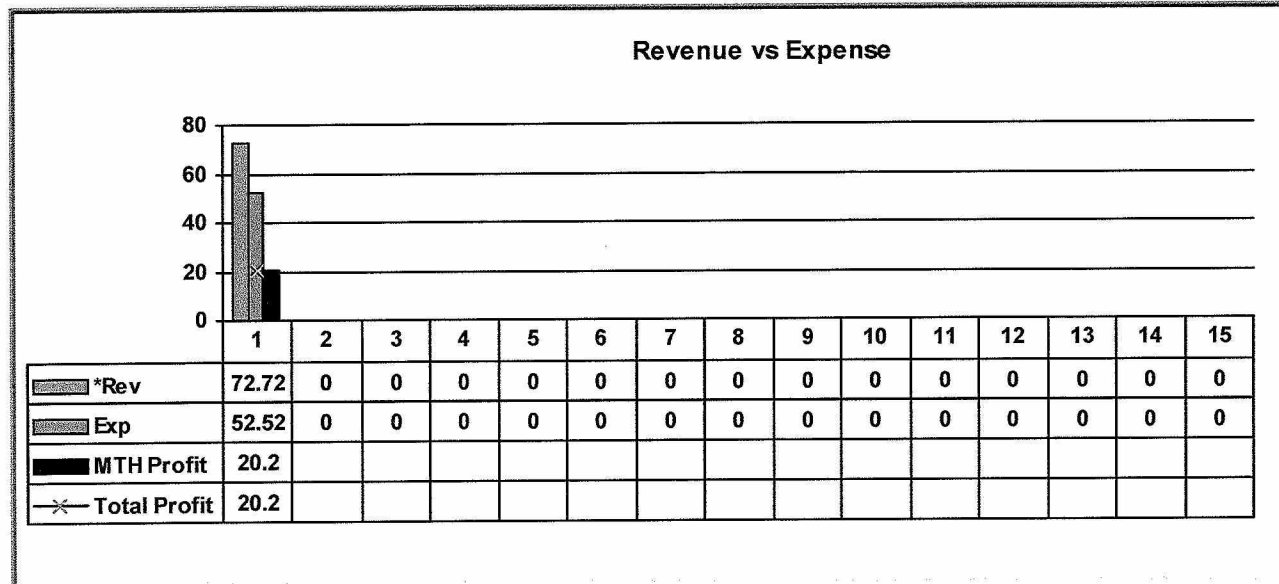 Revenue vs Expense
80
60
40
20
0
1 2 3 4 5 6 7 8 9 10 11 12 13 14 15
*Rev 72.72 0 0 0 0 0 0 0 0 0 0 0 0 0 0
Exp 52.52 0 0 0 0 0 0 0 0 0 0 0 0 0 0
MTH Profit 20.2
Total Profit 20.2